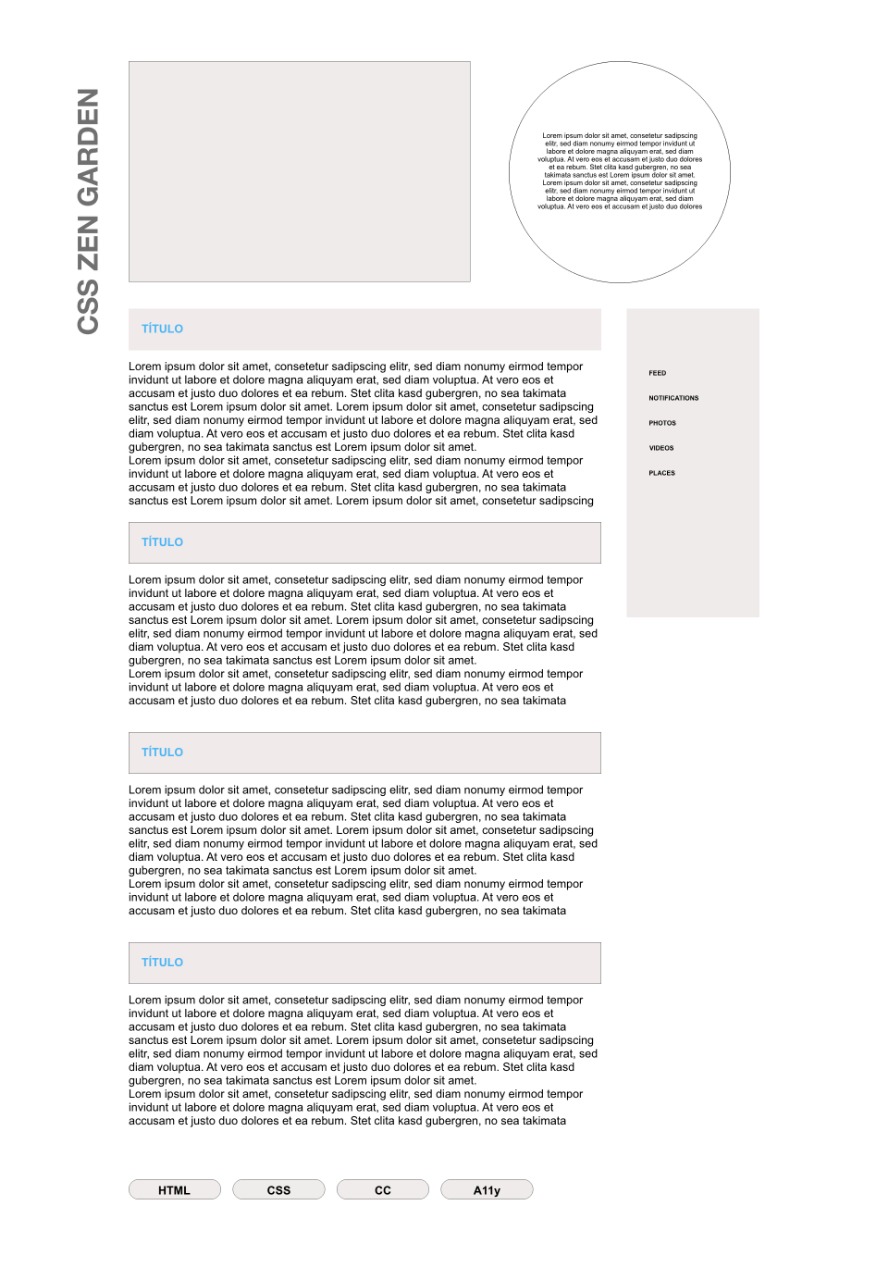 CSS ZEN GARDEN
Lorem ipsum dolor sit amet, consetetur sadipscing
elitr, sed diam nonumy eirmod tempor invidunt ut
labore et dolore magna aliquyam erat, sed diam
voluptua. At vero eos et accusam et justo duo dolores
et ea rebum. Stet clita kasd gubergren, no sea
takimata sanctus est Lorem ipsum dolor sit amet.
Lorem ipsum dolor sit amet, consetetur sadipscing
elitr, sed diam nonumy eirmod tempor invidunt ut
labore et dolore magna aliquyam erat, sed diam
voluptua. At vero eos et accusam et justo duo dolores
TÍTULO
Lorem ipsum dolor sit amet, consetetur sadipscing elitr, sed diam nonumy eirmod tempor
invidunt ut labore et dolore magna aliquyam erat, sed diam voluptua. At vero eos et
accusam et justo duo dolores et ea rebum. Stet clita kasd gubergren, no sea takimata
sanctus est Lorem ipsum dolor sit amet. Lorem ipsum dolor sit amet, consetetur sadipscing
elitr, sed diam nonumy eirmod tempor invidunt ut labore et dolore magna aliquyam erat, sed
diam voluptua. At vero eos et accusam et justo duo dolores et ea rebum. Stet clita kasd
gubergren, no sea takimata sanctus est Lorem ipsum dolor sit amet.
Lorem ipsum dolor sit amet, consetetur sadipscing elitr, sed diam nonumy eirmod tempor
invidunt ut labore et dolore magna aliquyam erat, sed diam voluptua. At vero eos et
accusam et justo duo dolores et ea rebum. Stet clita kasd gubergren, no sea takimata
sanctus est Lorem ipsum dolor sit amet. Lorem ipsum dolor sit amet, consetetur sadipscing
FEED
NOTIFICATIONS
PHOTOS
VIDEOS
PLACES
TÍTULO
Lorem ipsum dolor sit amet, consetetur sadipscing elitr, sed diam nonumy eirmod tempor
invidunt ut labore et dolore magna aliquyam erat, sed diam voluptua. At vero eos et
accusam et justo duo dolores et ea rebum. Stet clita kasd gubergren, no sea takimata
sanctus est Lorem ipsum dolor sit amet. Lorem ipsum dolor sit amet, consetetur sadipscing
elitr, sed diam nonumy eirmod tempor invidunt ut labore et dolore magna aliquyam erat, sed
diam voluptua. At vero eos et accusam et justo duo dolores et ea rebum. Stet clita kasd
gubergren, no sea takimata sanctus est Lorem ipsum dolor sit amet.
Lorem ipsum dolor sit amet, consetetur sadipscing elitr, sed diam nonumy eirmod tempor
invidunt ut labore et dolore magna aliquyam erat, sed diam voluptua. At vero eos et
accusam et justo duo dolores et ea rebum. Stet clita kasd gubergren, no sea takimata
TÍTULO
Lorem ipsum dolor sit amet, consetetur sadipscing elitr, sed diam nonumy eirmod tempor
invidunt ut labore et dolore magna aliquyam erat, sed diam voluptua. At vero eos et
accusam et justo duo dolores et ea rebum. Stet clita kasd gubergren, no sea takimata
sanctus est Lorem ipsum dolor sit amet. Lorem ipsum dolor sit amet, consetetur sadipscing
elitr, sed diam nonumy eirmod tempor invidunt ut labore et dolore magna aliquyam erat, sed
diam voluptua. At vero eos et accusam et justo duo dolores et ea rebum. Stet clita kasd
gubergren, no sea takimata sanctus est Lorem ipsum dolor sit amet.
Lorem ipsum dolor sit amet, consetetur sadipscing elitr, sed diam nonumy eirmod tempor
invidunt ut labore et dolore magna aliquyam erat, sed diam voluptua. At vero eos et
accusam et justo duo dolores et ea rebum. Stet clita kasd gubergren, no sea takimata
TÍTULO
Lorem ipsum dolor sit amet, consetetur sadipscing elitr, sed diam nonumy eirmod tempor
invidunt ut labore et dolore magna aliquyam erat, sed diam voluptua. At vero eos et
accusam et justo duo dolores et ea rebum. Stet clita kasd gubergren, no sea takimata
sanctus est Lorem ipsum dolor sit amet. Lorem ipsum dolor sit amet, consetetur sadipscing
elitr, sed diam nonumy eirmod tempor invidunt ut labore et dolore magna aliquyam erat, sed
diam voluptua. At vero eos et accusam et justo duo dolores et ea rebum. Stet clita kasd
gubergren, no sea takimata sanctus est Lorem ipsum dolor sit amet.
Lorem ipsum dolor sit amet, consetetur sadipscing elitr, sed diam nonumy eirmod tempor
invidunt ut labore et dolore magna aliquyam erat, sed diam voluptua. At vero eos et
accusam et justo duo dolores et ea rebum. Stet clita kasd gubergren, no sea takimata
HTML
CSS
CC
A11y